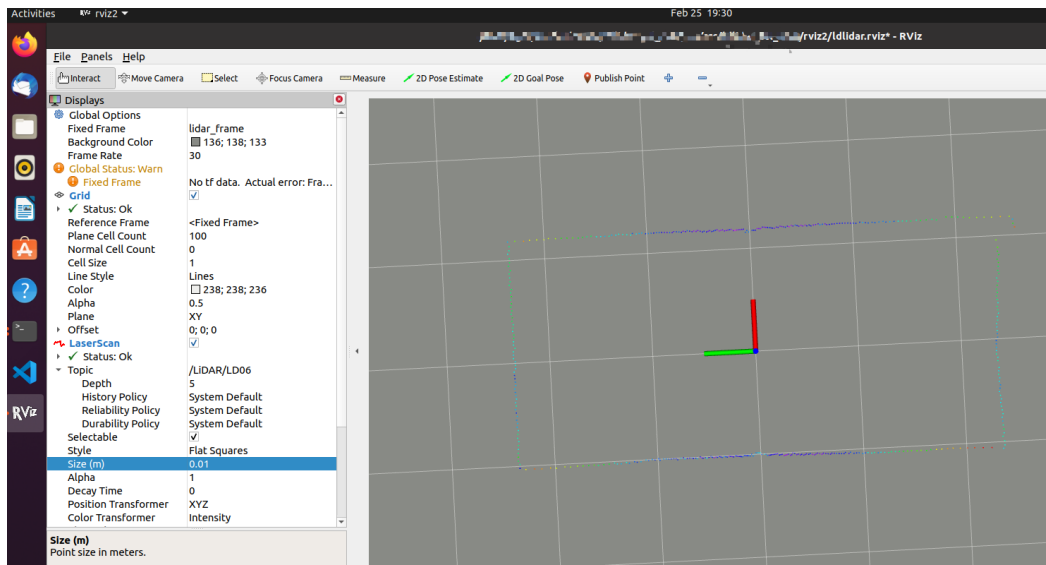 Activities RViz rviz2 Feb 25 19:30
/rviz2/ldlidar.rviz* - RViz
File Panels Help
Interact Move Camera Select Focus Camera Measure 2D Pose Estimate 2D Goal Pose Publish Point
Displays
Global Options
Fixed Frame lidar_frame
Background Color 136; 138; 133
Frame Rate 30
Global Status: Warn
Fixed Frame No tf data. Actual error: Fra...
Grid
Status: Ok
Reference Frame <Fixed Frame>
Plane Cell Count 100
Normal Cell Count 0
Cell Size 1
Line Style Lines
Color 238; 238; 236
Alpha 0.5
Plane XY
Offset 0; 0; 0
LaserScan
Status: Ok
Topic /LiDAR/LD06
Depth 5
History Policy System Default
Reliability Policy System Default
Durability Policy System Default
Selectable
Style Flat Squares
Size (m) 0.01
Alpha 1
Decay Time 0
Position Transformer XYZ
Color Transformer Intensity
Size (m)
Point size in meters.
RViz